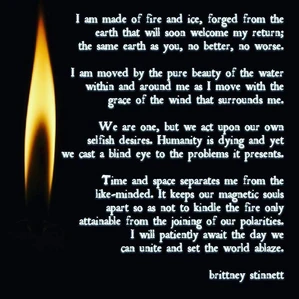 I am made of fire and ice, forged from the
earth that will soon welcome my return;
the same earth as you, no better, no worse.
I am moved by the pure beauty of the water
within and around me as I move with the
grace of the wind that surrounds me.
We are one, but we act upon our own
selfish desires. Humanity is dying and yet
we cast a blind eye to the problems it presents.
Time and space separates me from the
like-minded. It keeps our magnetic souls
apart so as not to kindle the fire only
attainable from the joining of our polarities.
I will patiently await the day we
can unite and set the world ablaze.
brittney stinnett